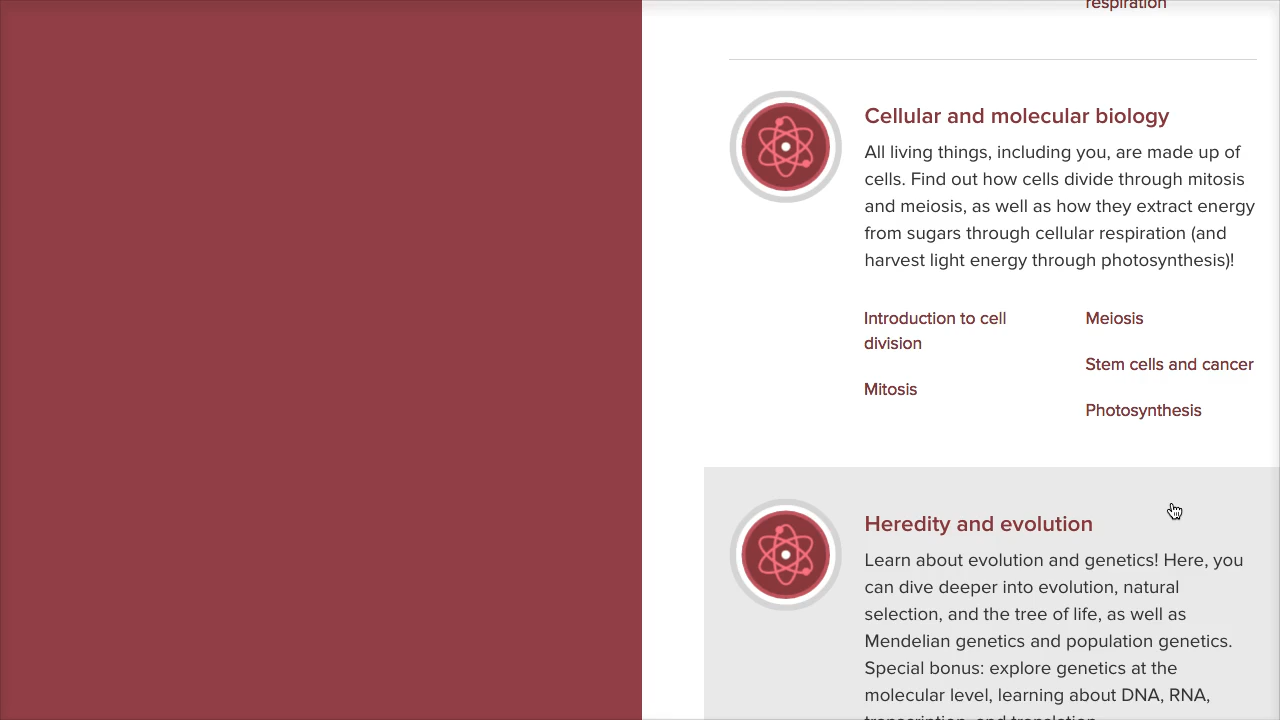 respiration
Cellular and molecular biology
All living things, including you, are made up of
cells. Find out how cells divide through mitosis
and meiosis, as well as how they extract energy
from sugars through cellular respiration (and
harvest light energy through photosynthesis)!
Introduction to cell
division
Mitosis
Meiosis
Stem cells and cancer
Photosynthesis
Heredity and evolution
Learn about evolution and genetics! Here, you
can dive deeper into evolution, natural
selection, and the tree of life, as well as
Mendelian genetics and population genetics.
Special bonus: explore genetics at the
molecular level, learning about DNA, RNA,
transcription, and translation.